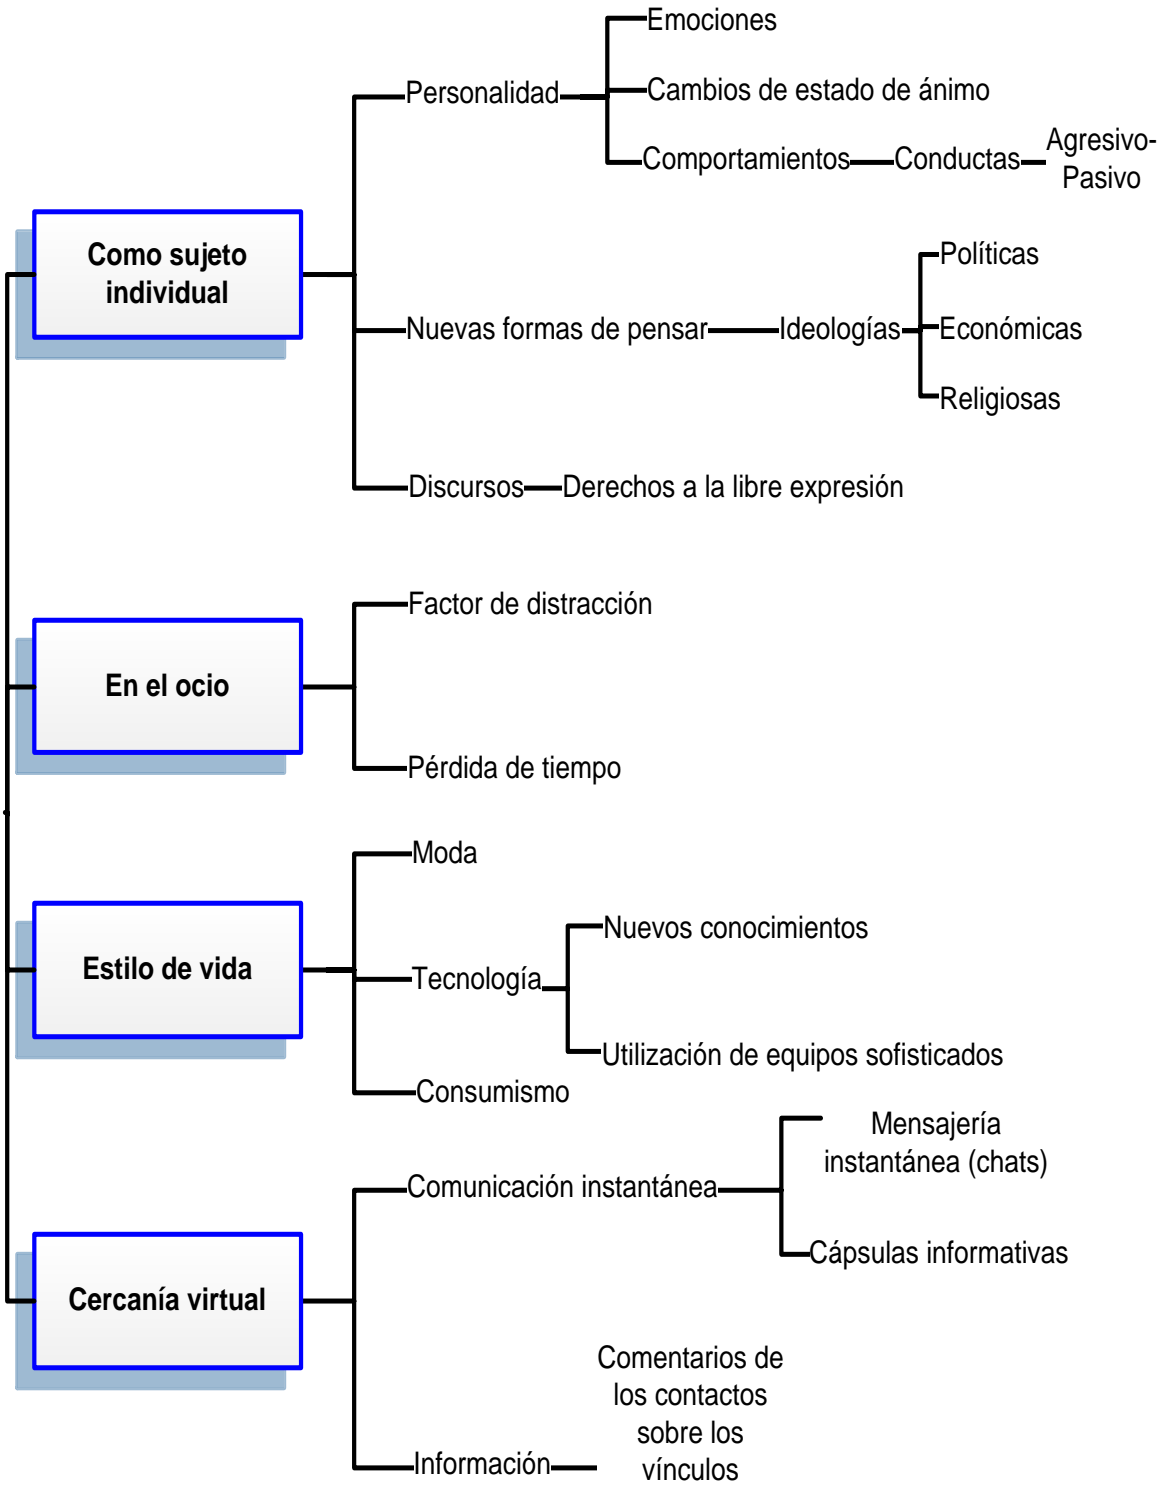 Emociones
Personalidad
Cambios de estado de ánimo
Comportamientos
Conductas
Agresivo-
Pasivo
Como sujeto
individual
Nuevas formas de pensar
Ideologías
Políticas
Económicas
Religiosas
Discursos
Derechos a la libre expresión
En el ocio
Factor de distracción
Pérdida de tiempo
Estilo de vida
Moda
Tecnología
Nuevos conocimientos
Utilización de equipos sofisticados
Consumismo
Cercanía virtual
Comunicación instantánea
Mensajería
instantánea (chats)
Cápsulas informativas
Información
Comentarios de
los contactos
sobre los
vínculos